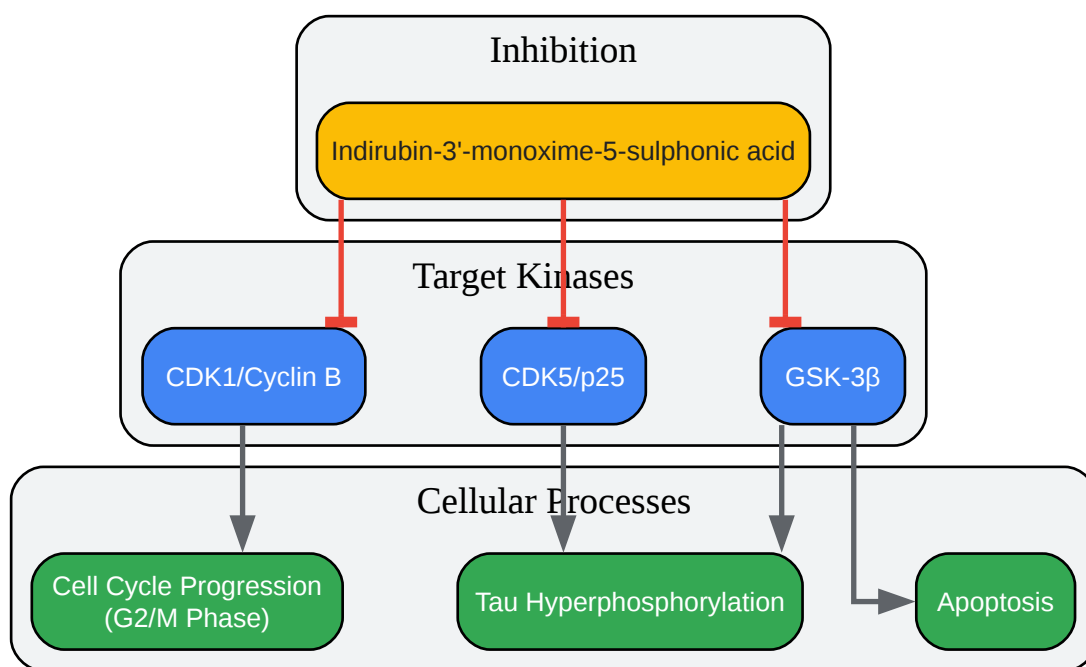 Inhibition
Indirubin-3'-monoxime-5-sulphonic acid
Target Kinases
CDK1/Cyclin B
CDK5/p25
GSK-3β
Cellular Processes
Cell Cycle Progression
(G2/M Phase)
Tau Hyperphosphorylation
Apoptosis